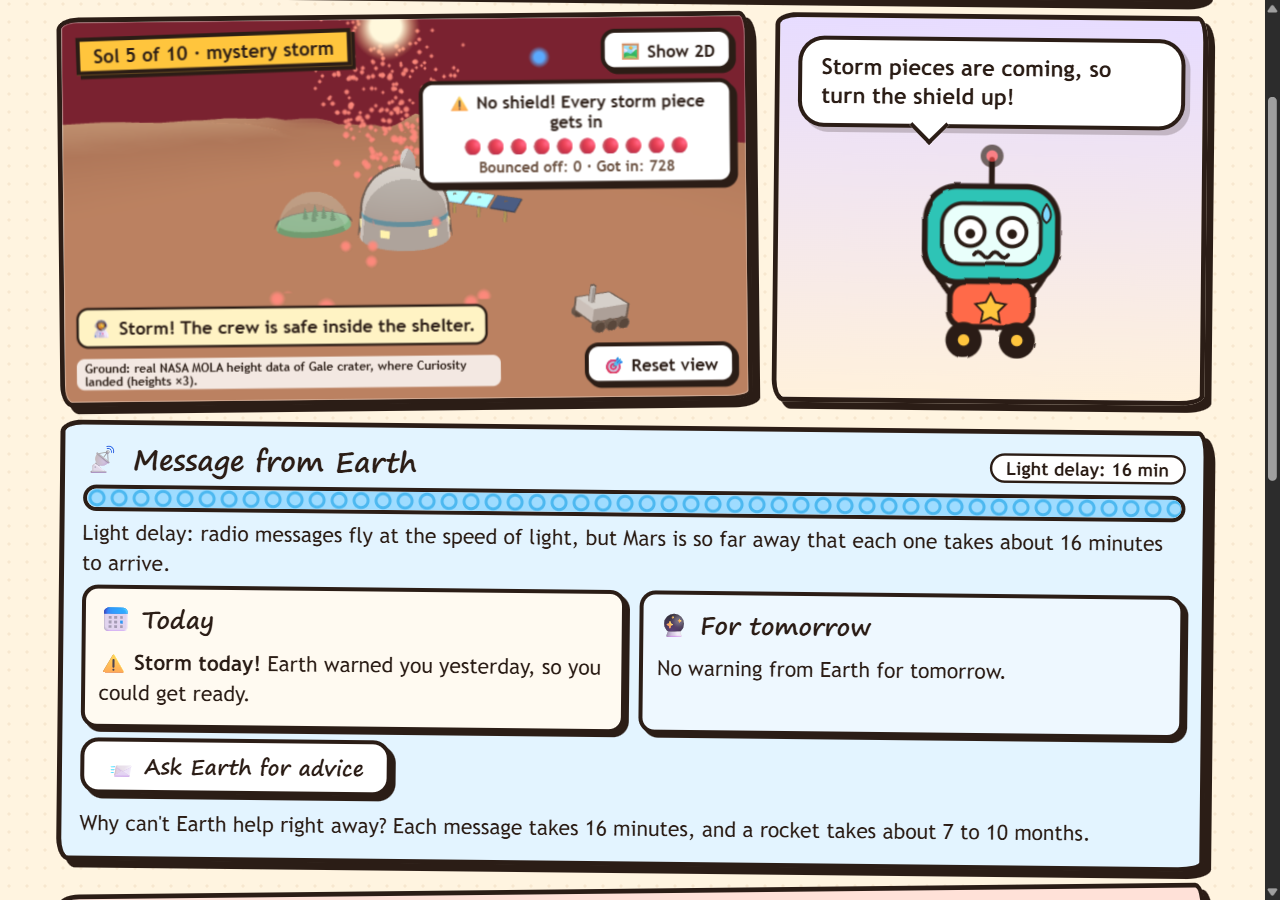 Sol 5 of 10 · mystery storm
Show 2D
No shield! Every storm piece
gets in
Bounced off: 0 · Got in: 728
Storm! The crew is safe inside the shelter.
Ground: real NASA MOLA height data of Gale crater, where Curiosity
landed (heights ×3).
Reset view
Storm pieces are coming, so
turn the shield up!
Message from Earth
Light delay: 16 min
Light delay: radio messages fly at the speed of light, but Mars is so far away that each one takes about 16 minutes
to arrive.
Today
Storm today! Earth warned you yesterday, so you
could get ready.
For tomorrow
No warning from Earth for tomorrow.
Ask Earth for advice
Why can't Earth help right away? Each message takes 16 minutes, and a rocket takes about 7 to 10 months.